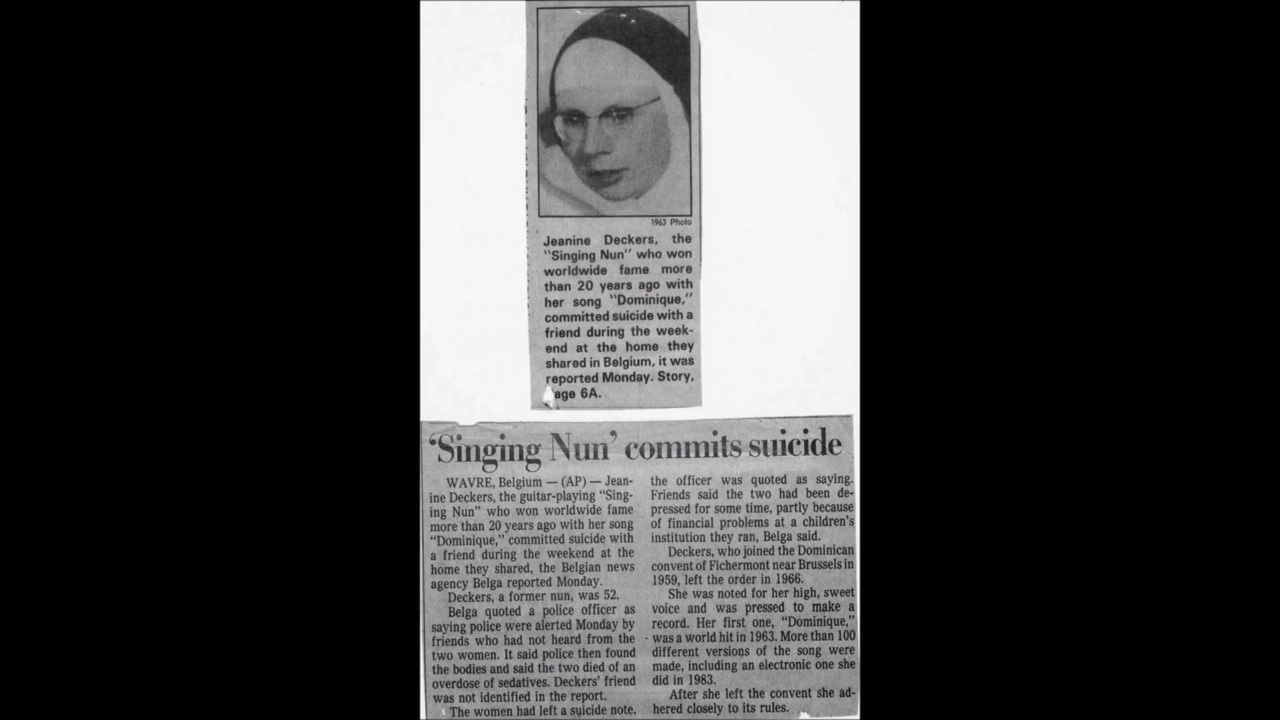 1963 Photo
Jeanine Deckers, the
"Singing Nun" who won
worldwide fame more
than 20 years ago with
her song "Dominique,"
committed suicide with a
friend during the week-
end at the home they
shared in Belgium, it was
reported Monday. Story,
age 6A.
'Singing Nun' commits suicide
WAVRE, Belgium — (AP) — Jean-
ine Deckers, the guitar-playing "Sing-
ing Nun" who won worldwide fame
more than 20 years ago with her song
"Dominique," committed suicide with
a friend during the weekend at the
home they shared, the Belgian news
agency Belga reported Monday.
Deckers, a former nun, was 52.
Belga quoted a police officer as
saying police were alerted Monday by
friends who had not heard from the
two women. It said police then found
the bodies and said the two died of an
overdose of sedatives. Deckers' friend
was not identified in the report.
The women had left a suicide note,
the officer was quoted as saying.
Friends said the two had been de-
pressed for some time, partly because
of financial problems at a children's
institution they ran, Belga said.
Deckers, who joined the Dominican
convent of Fichermont near Brussels in
1959, left the order in 1966.
She was noted for her high, sweet
voice and was pressed to make a
record. Her first one, "Dominique,"
was a world hit in 1963. More than 100
different versions of the song were
made, including an electronic one she
did in 1983.
After she left the convent she ad-
hered closely to its rules.